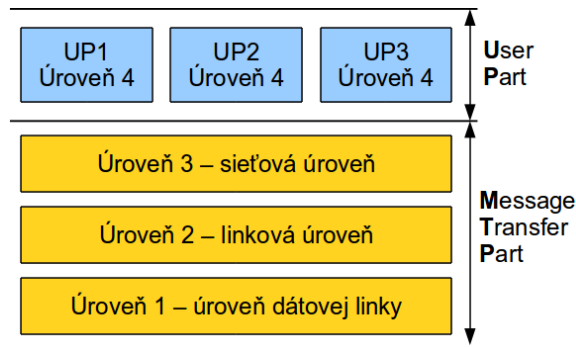 UP1
Úroveň 4
UP2
Úroveň 4
UP3
Úroveň 4
User
Part
Úroveň 3 – sieťová úroveň
Úroveň 2 – linková úroveň
Úroveň 1 – úroveň dátovej linky
Message
Transfer
Part